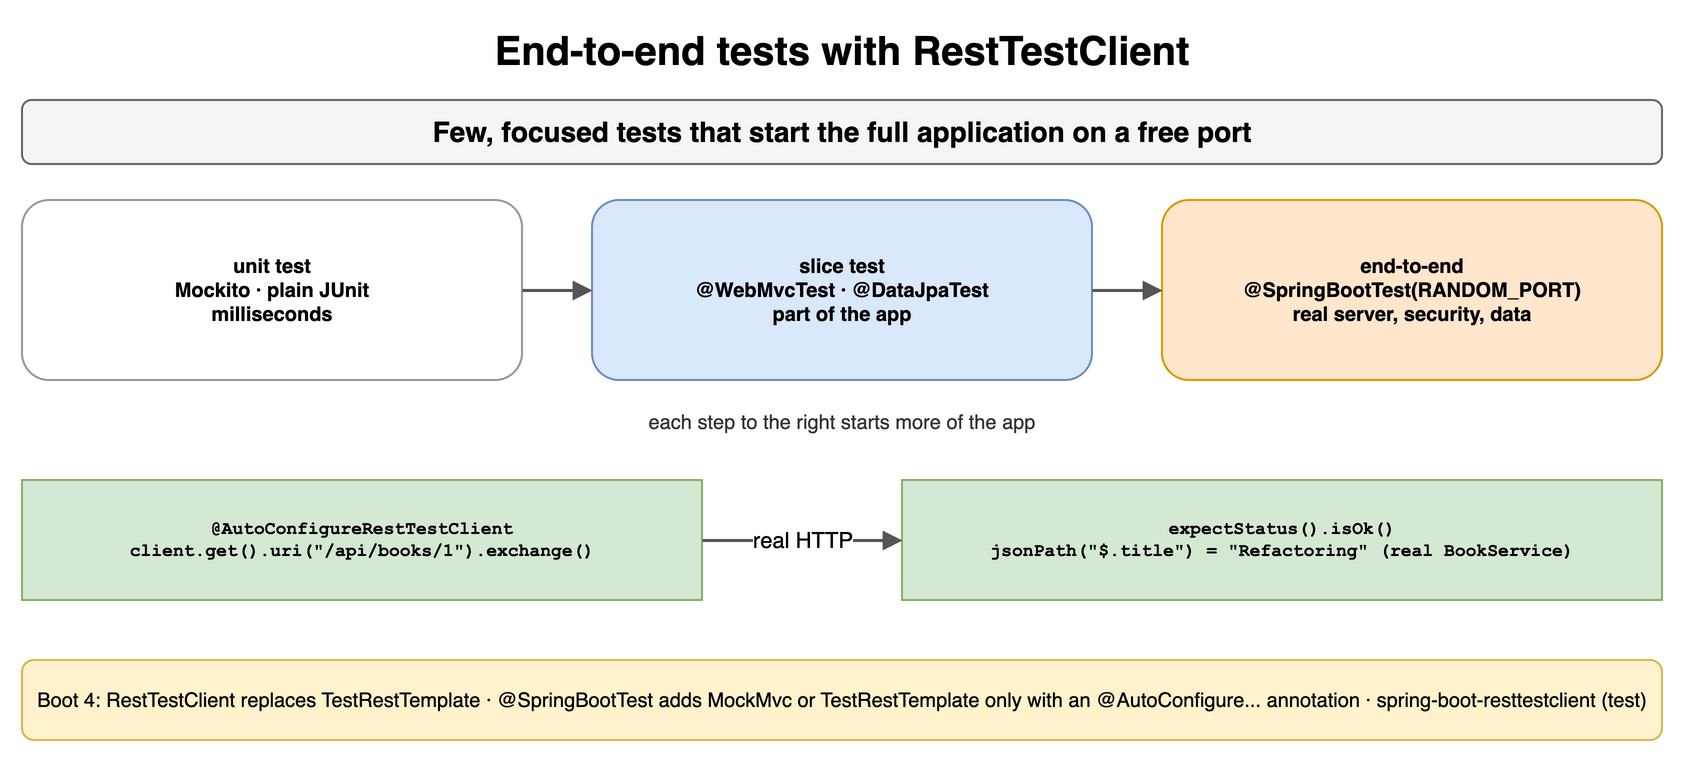 End-to-end tests with RestTestClient
Few, focused tests that start the full application on a free port
unit test
Mockito · plain JUnit
milliseconds
slice test
@WebMvcTest · @DataJpaTest
part of the app
end-to-end
@SpringBootTest(RANDOM_PORT)
real server, security, data
each step to the right starts more of the app
@AutoConfigureRestTestClient
client.get().uri("/api/books/1").exchange()
real HTTP
expectStatus().isOk()
jsonPath("$.title") = "Refactoring" (real BookService)
Boot 4: RestTestClient replaces TestRestTemplate · @SpringBootTest adds MockMvc or TestRestTemplate only with an @AutoConfigure... annotation · spring-boot-resttestclient (test)